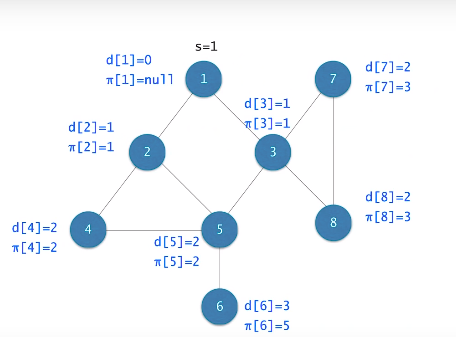 s=1
d[1]=0
π[1]=null
1
7
d[7]=2
π[7]=3
d[3]=1
π[3]=1
d[2]=1
π[2]=1
2
3
d[8]=2
π[8]=3
8
d[4]=2
π[4]=2
4
5
d[5]=2
π[5]=2
6
d[6]=3
π[6]=5